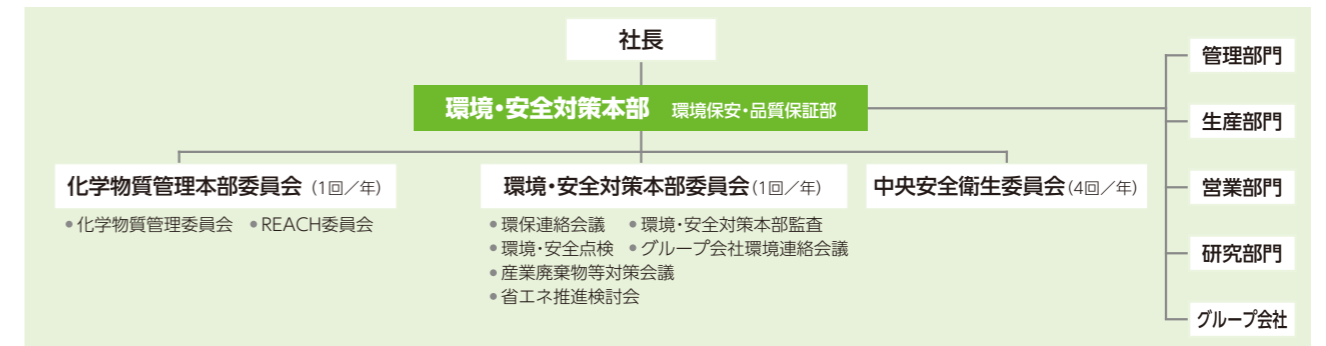 社長
環境・安全対策本部 環境保安・品質保証部
化学物質管理本部委員会(1回/年)
●化学物質管理委員会 ●REACH委員会
環境・安全対策本部委員会(1回/年)
●環保連絡会議 ●環境・安全対策本部監査
●環境・安全点検 ●グループ会社環境連絡会議
●産業廃棄物等対策会議
●省エネ推進検討会
中央安全衛生委員会(4回/年)
管理部門
生産部門
営業部門
研究部門
グループ会社